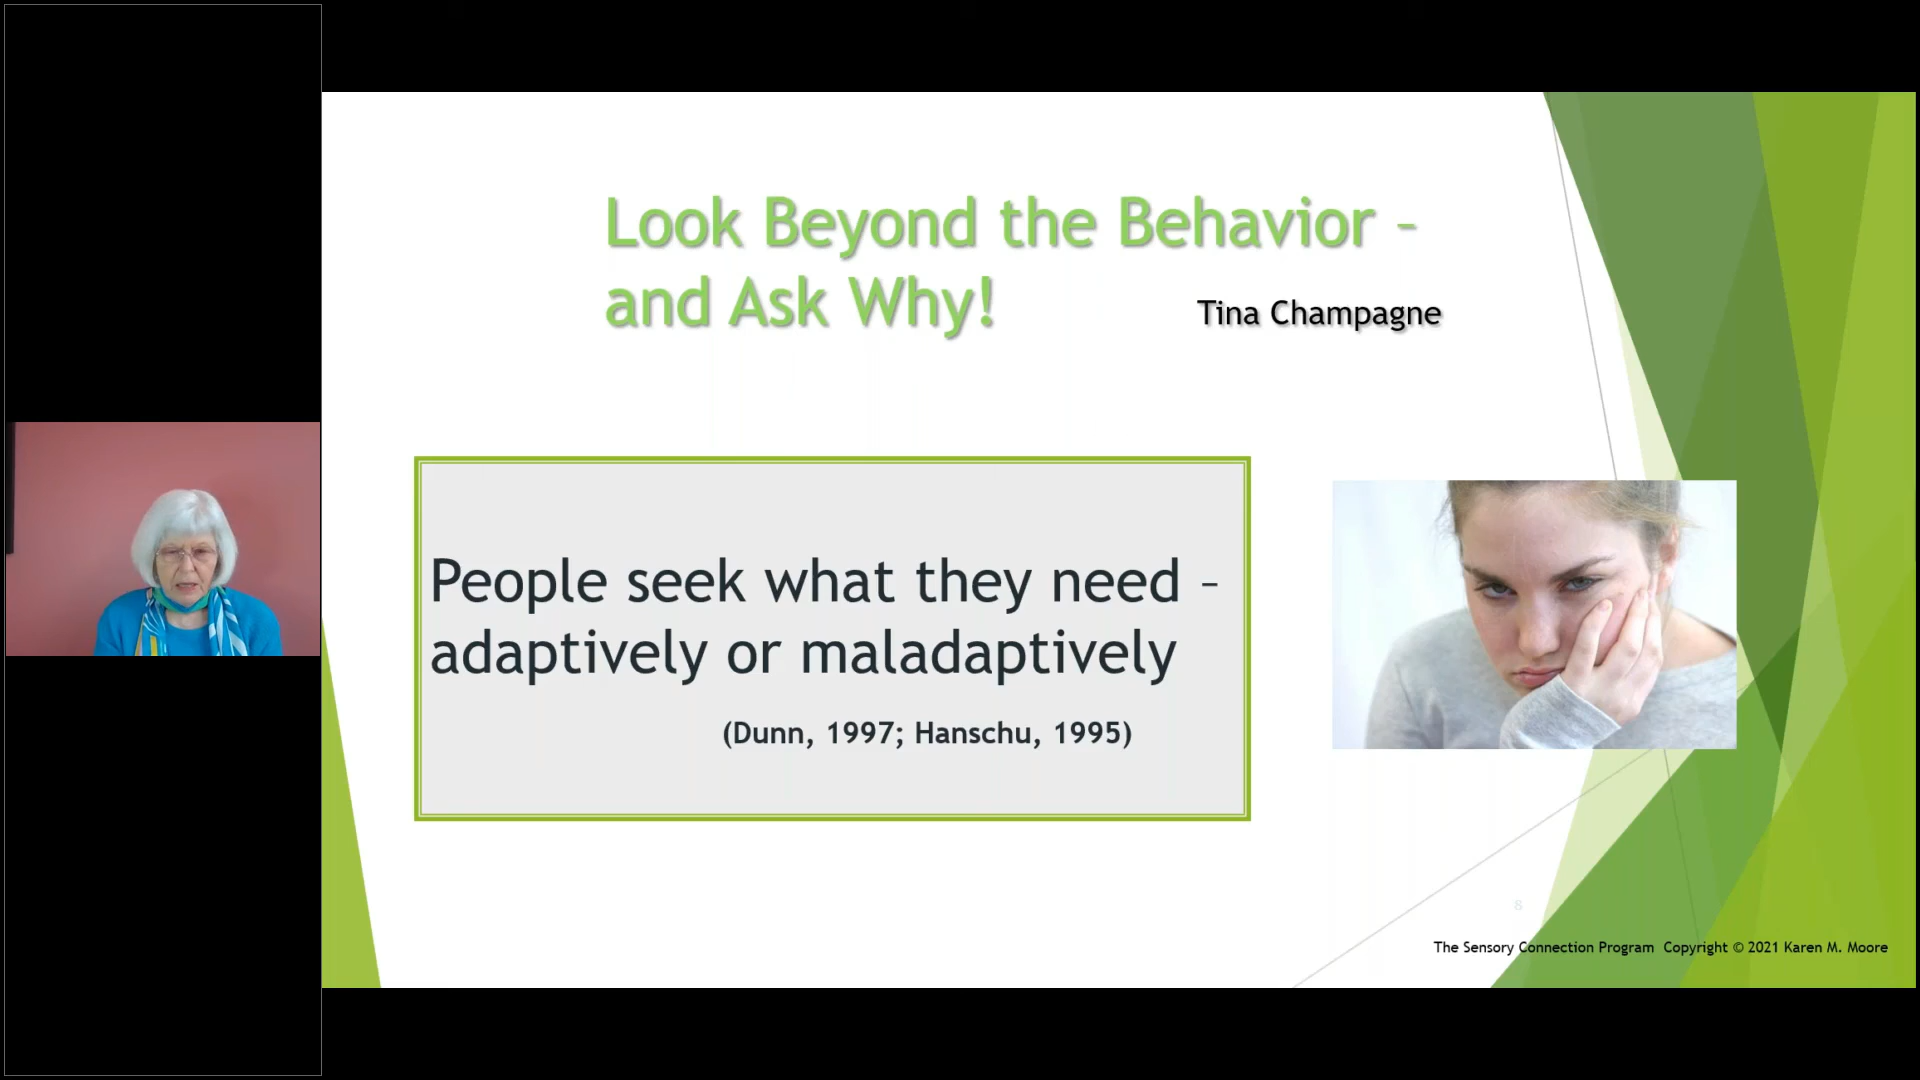 Look Beyond the Behavior –
and Ask Why!
Tina Champagne
People seek what they need –
adaptively or maladaptively
(Dunn, 1997; Hanschu, 1995)
8
The Sensory Connection Program Copyright © 2021 Karen M. Moore